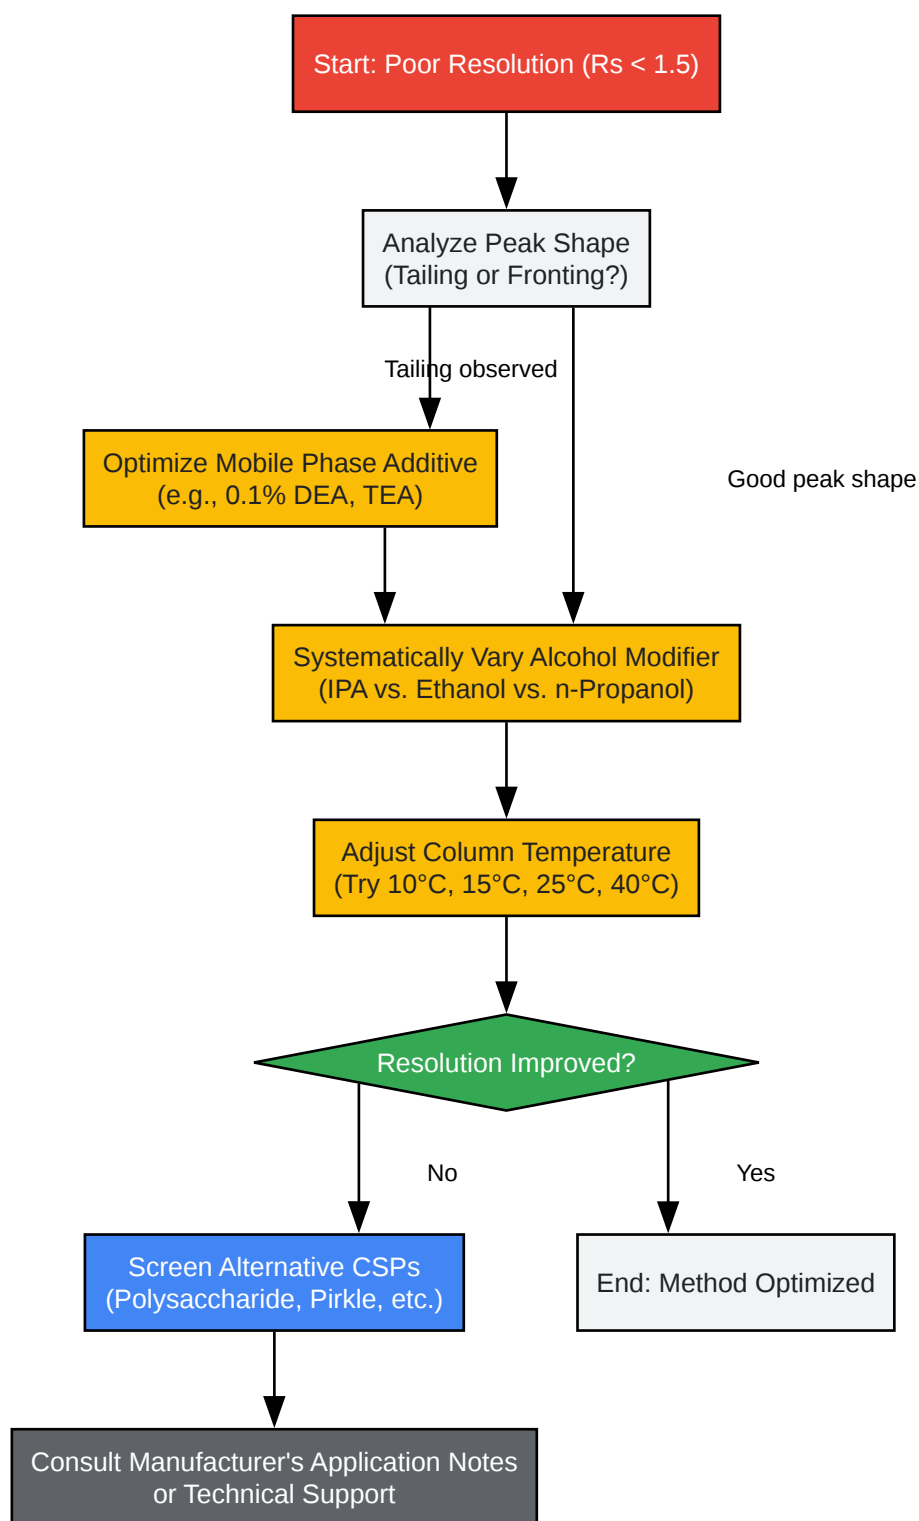 Start: Poor Resolution (Rs < 1.5)
Analyze Peak Shape
(Tailing or Fronting?)
Tailing observed
Optimize Mobile Phase Additive
(e.g., 0.1% DEA, TEA)
Good peak shape
Systematically Vary Alcohol Modifier
(IPA vs. Ethanol vs. n-Propanol)
Adjust Column Temperature
(Try 10°C, 15°C, 25°C, 40°C)
Resolution Improved?
No
Yes
Screen Alternative CSPs
(Polysaccharide, Pirkle, etc.)
End: Method Optimized
Consult Manufacturer's Application Notes
or Technical Support